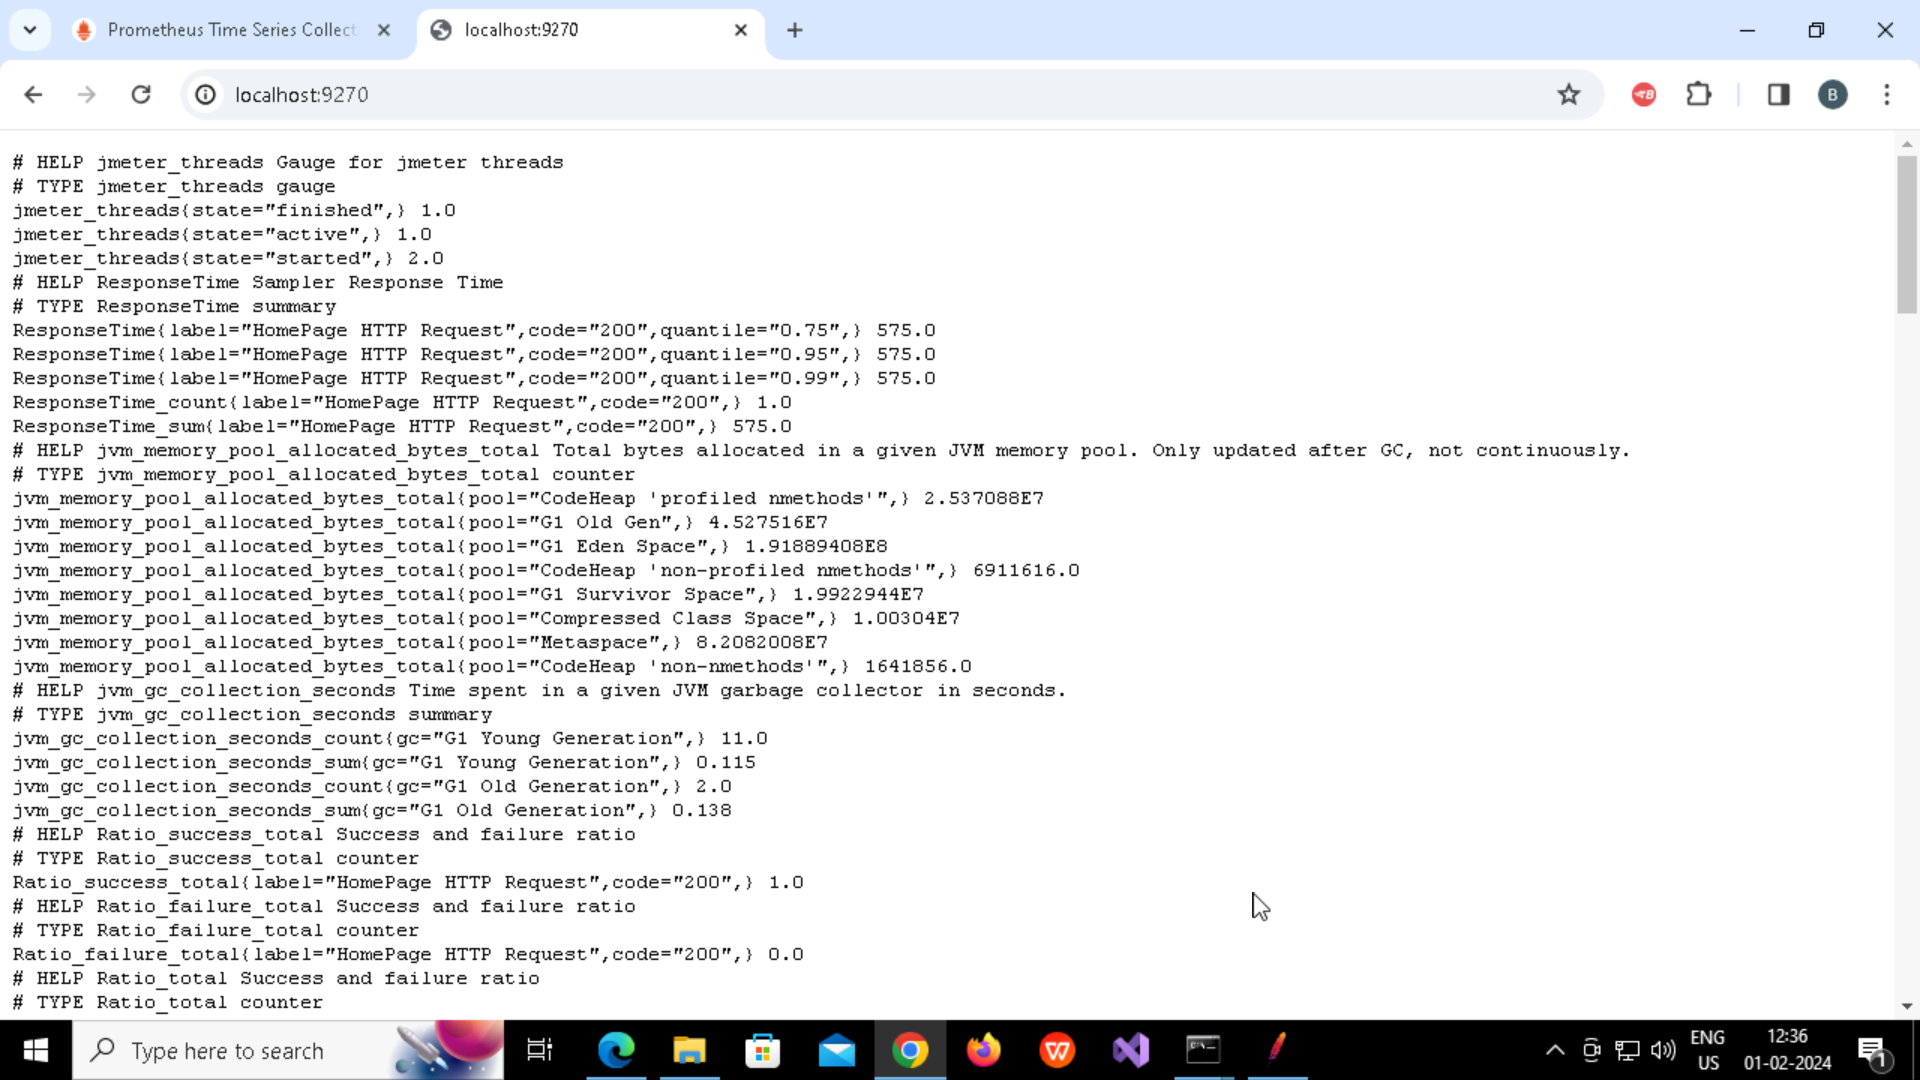 Prometheus Time Series Collect
localhost:9270
localhost:9270
B
B
# HELP jmeter_threads Gauge for jmeter threads
# TYPE jmeter_threads gauge
jmeter_threads{state="finished",} 1.0
jmeter_threads{state="active",} 1.0
jmeter_threads{state="started",} 2.0
# HELP ResponseTime Sampler Response Time
# TYPE ResponseTime summary
ResponseTime{label="HomePage HTTP Request",code="200",quantile="0.75",} 575.0
ResponseTime{label="HomePage HTTP Request",code="200",quantile="0.95",} 575.0
ResponseTime{label="HomePage HTTP Request",code="200",quantile="0.99",} 575.0
ResponseTime_count{label="HomePage HTTP Request",code="200",} 1.0
ResponseTime_sum{label="HomePage HTTP Request",code="200",} 575.0
# HELP jvm_memory_pool_allocated_bytes_total Total bytes allocated in a given JVM memory pool. Only updated after GC, not continuously.
# TYPE jvm_memory_pool_allocated_bytes_total counter
jvm_memory_pool_allocated_bytes_total{pool="CodeHeap 'profiled nmethods'",} 2.537088E7
jvm_memory_pool_allocated_bytes_total{pool="G1 Old Gen",} 4.527516E7
jvm_memory_pool_allocated_bytes_total{pool="G1 Eden Space",} 1.91889408E8
jvm_memory_pool_allocated_bytes_total{pool="CodeHeap 'non-profiled nmethods'",} 6911616.0
jvm_memory_pool_allocated_bytes_total{pool="G1 Survivor Space",} 1.9922944E7
jvm_memory_pool_allocated_bytes_total{pool="Compressed Class Space",} 1.00304E7
jvm_memory_pool_allocated_bytes_total{pool="Metaspace",} 8.2082008E7
jvm_memory_pool_allocated_bytes_total{pool="CodeHeap 'non-nmethods'",} 1641856.0
# HELP jvm_gc_collection_seconds Time spent in a given JVM garbage collector in seconds.
# TYPE jvm_gc_collection_seconds summary
jvm_gc_collection_seconds_count{gc="G1 Young Generation",} 11.0
jvm_gc_collection_seconds_sum{gc="G1 Young Generation",} 0.115
jvm_gc_collection_seconds_count{gc="G1 Old Generation",} 2.0
jvm_gc_collection_seconds_sum{gc="G1 Old Generation",} 0.138
# HELP Ratio_success_total Success and failure ratio
# TYPE Ratio_success_total counter
Ratio_success_total{label="HomePage HTTP Request",code="200",} 1.0
# HELP Ratio_failure_total Success and failure ratio
# TYPE Ratio_failure_total counter
Ratio_failure_total{label="HomePage HTTP Request",code="200",} 0.0
# HELP Ratio_total Success and failure ratio
# TYPE Ratio_total counter
Type here to search
ENG
US
12:36
01-02-2024
1